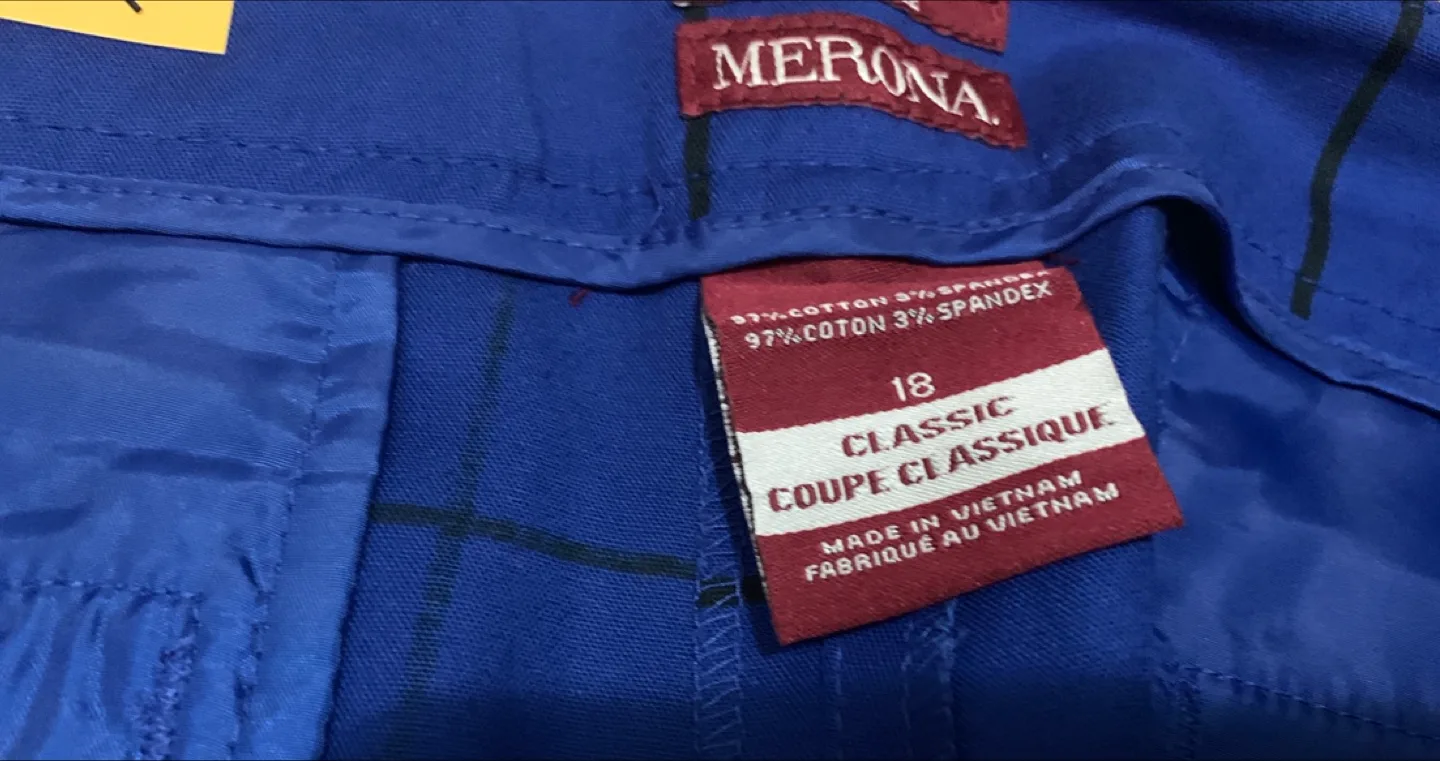 MERONA.
97% COTTON 3% SPANDEX
97% COTON 3% SPANDEX
18
CLASSIC
COUPE CLASSIQUE
MADE IN VIETNAM
FABRIQUÉ AU VIETNAM